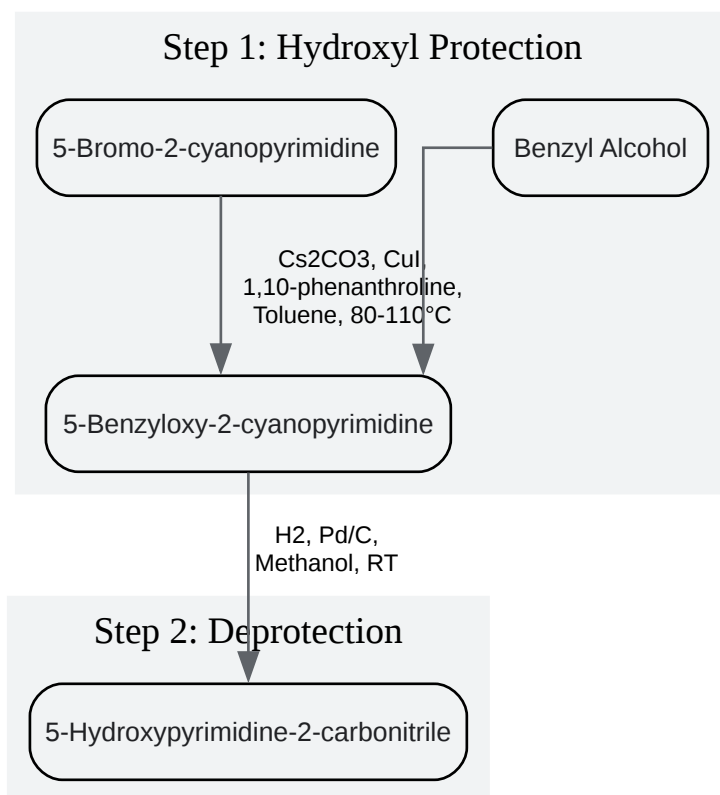 Step 1: Hydroxyl Protection
5-Bromo-2-cyanopyrimidine
Benzyl Alcohol
Cs2CO3, CuI,
1,10-phenanthroline,
Toluene, 80-110°C
5-Benzyloxy-2-cyanopyrimidine
H2, Pd/C,
Methanol, RT
Step 2: Deprotection
5-Hydroxypyrimidine-2-carbonitrile